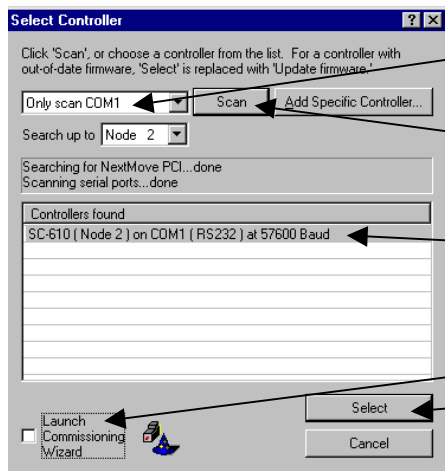 Select Controller
Click 'Scan', or choose a controller from the list. For a controller with
out-of-date firmware, 'Select' is replaced with 'Update firmware.'
Only scan COM1
Scan
Add Specific Controller...
Search up to Node 2
Searching for NextMove PCI...done
Scanning serial ports...done
Controllers found
SC-610 ( Node 2 ) on COM1 ( RS232 ) at 57600 Baud
Launch
Commissioning
Wizard
Select
Cancel